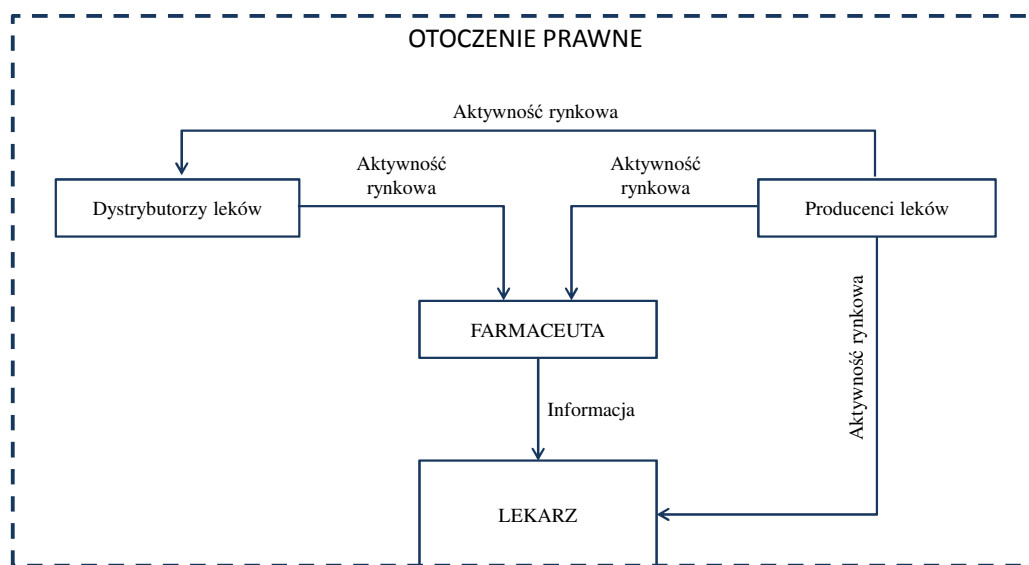 OTOCZENIE PRAWNE
Aktywność rynkowa
Aktywność
rynkowa
Aktywność
rynkowa
Dystrybutorzy leków
Producenci leków
FARMACEUTA
Aktywność rynkowa
Informacja
LEKARZ